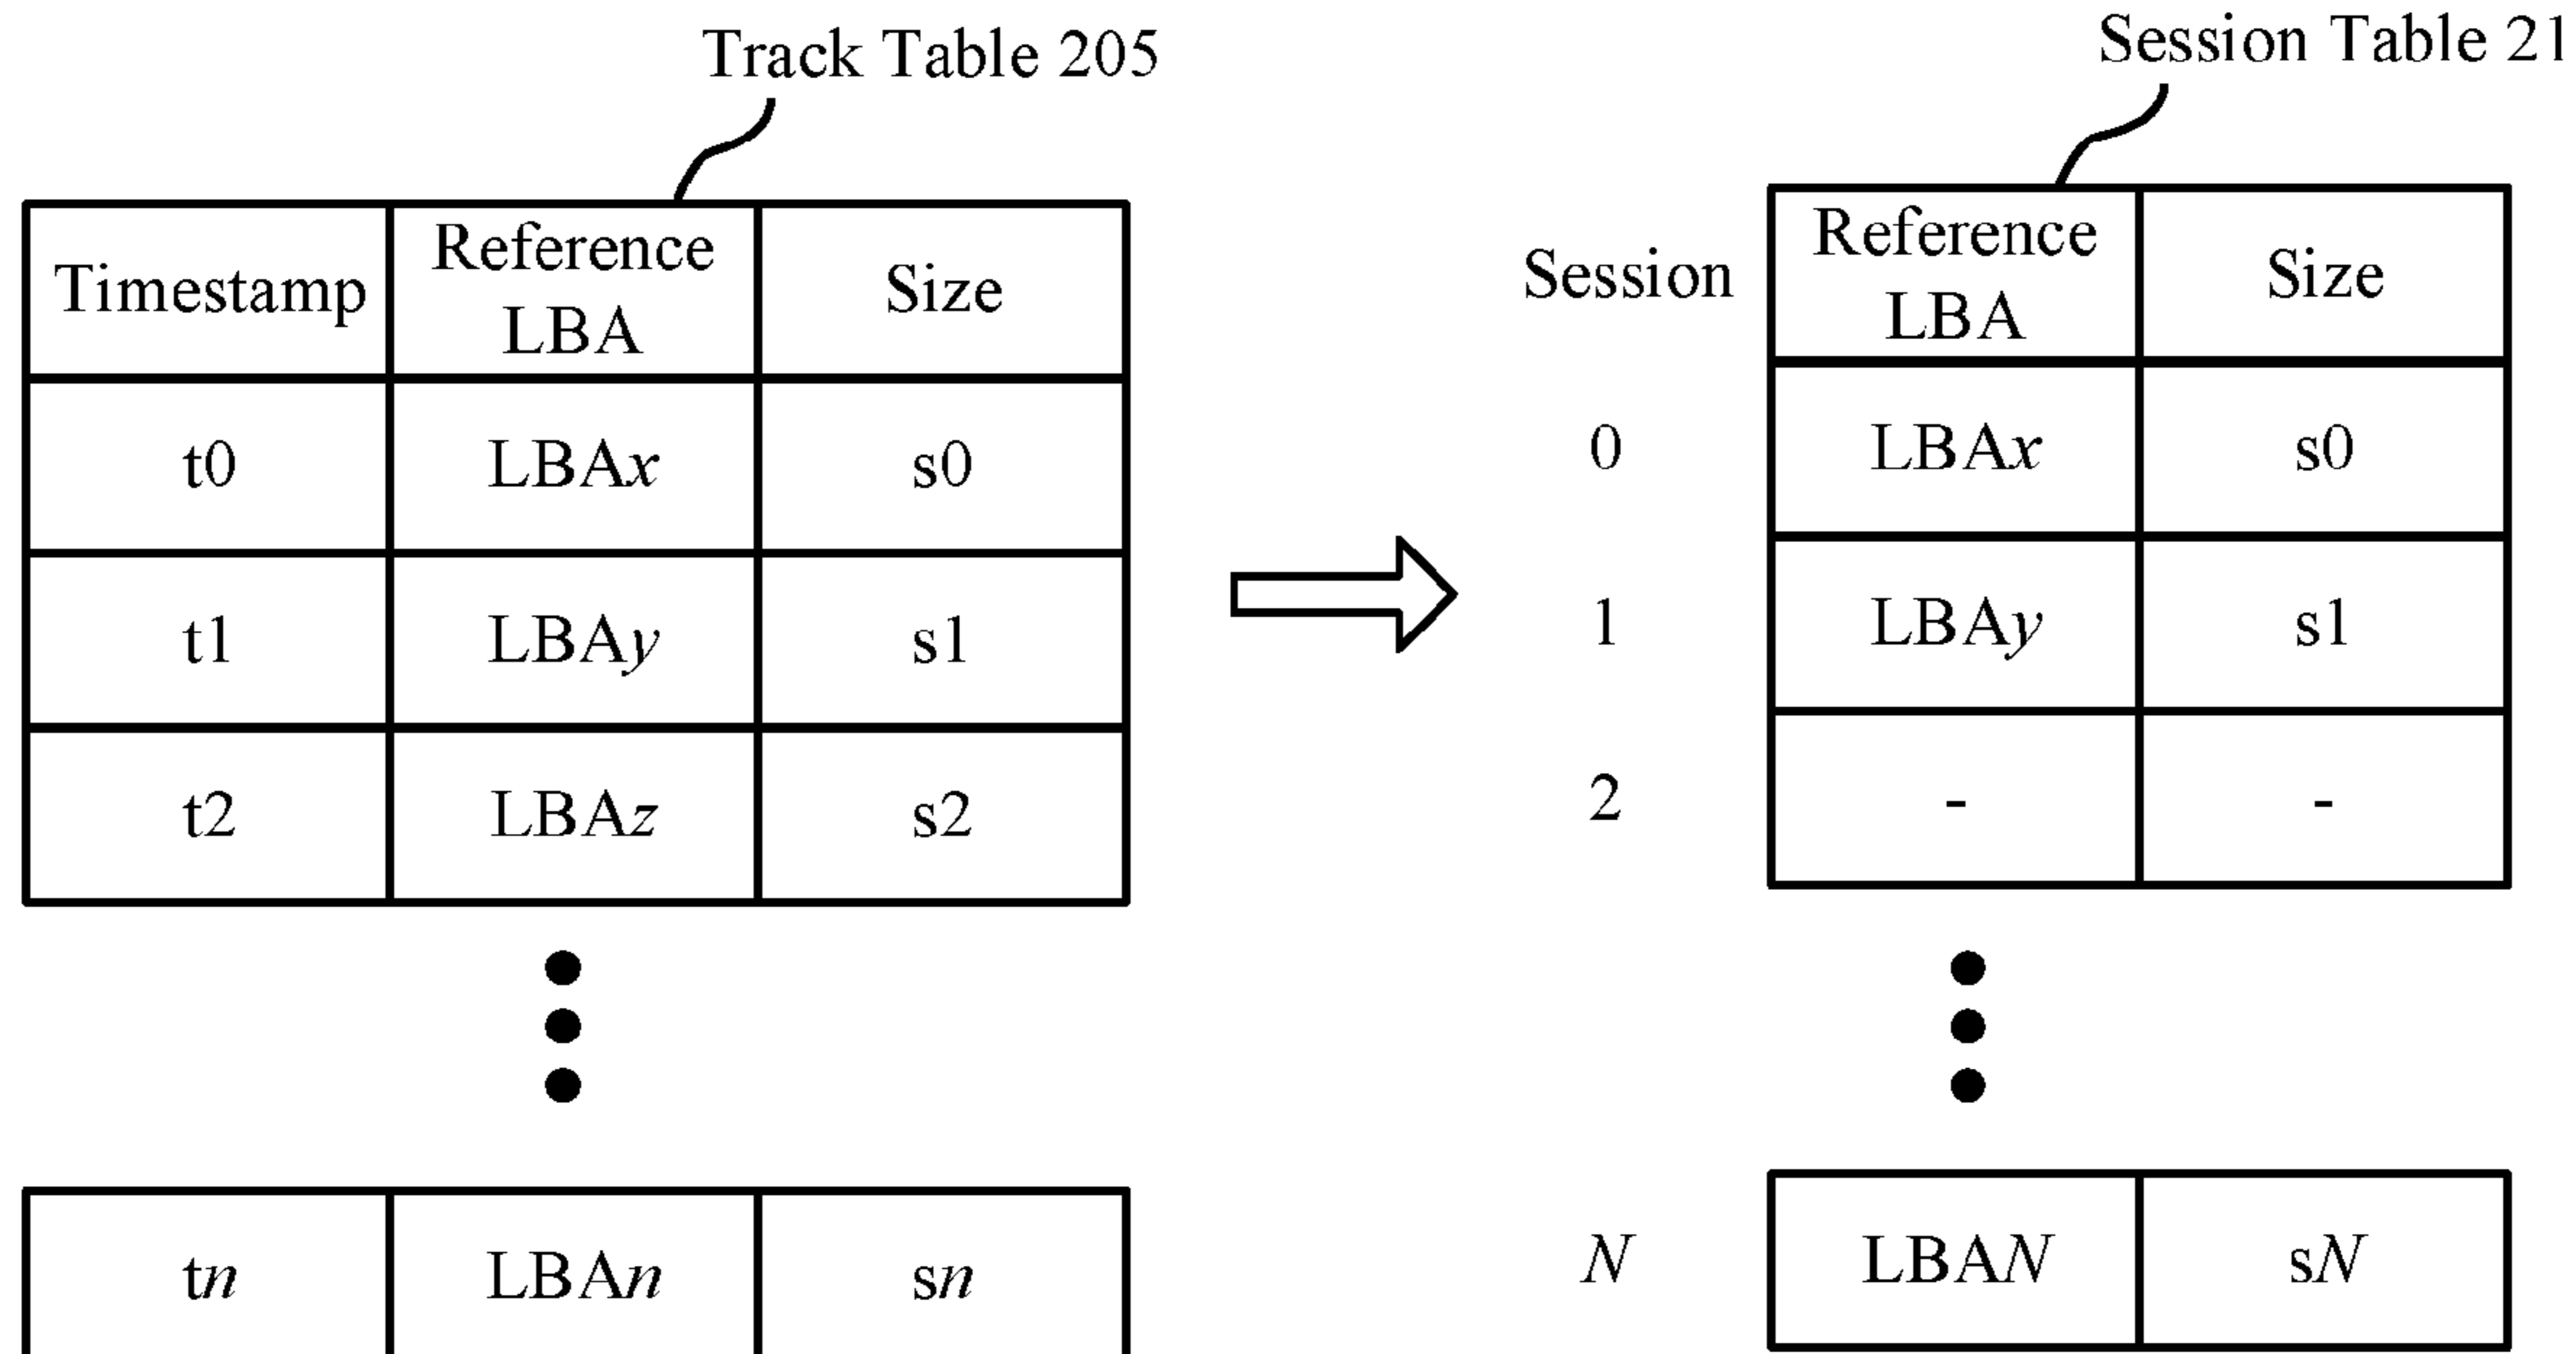 Track Table 205
Timestamp
Reference
LBA
Size
t0
LBAx
s0
t1
LBAy
s1
t2
LBAz
s2
tn
LBAn
sn
Session Table 21
Session
Reference
LBA
Size
0
LBAx
s0
1
LBAy
s1
2
-
-
N
LBAN
sN